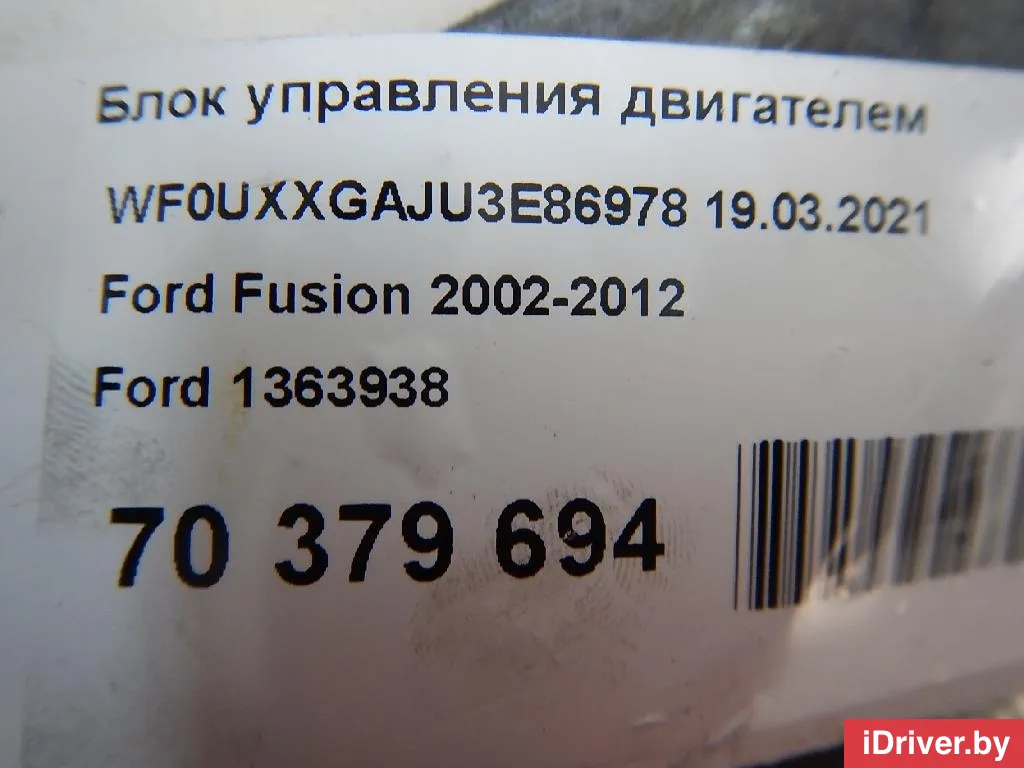 Блок управления двигателем
WF0UXXGAJU3E86978 19.03.2021
Ford Fusion 2002-2012
Ford 1363938
70 379 694
iDriver.by